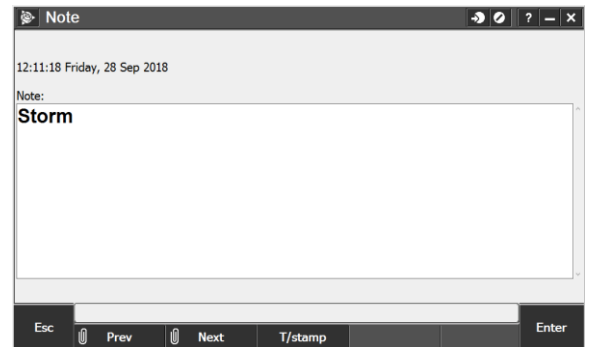 Note ? – ×
12:11:18 Friday, 28 Sep 2018
Note:
Storm
Esc Prev Next T/stamp Enter